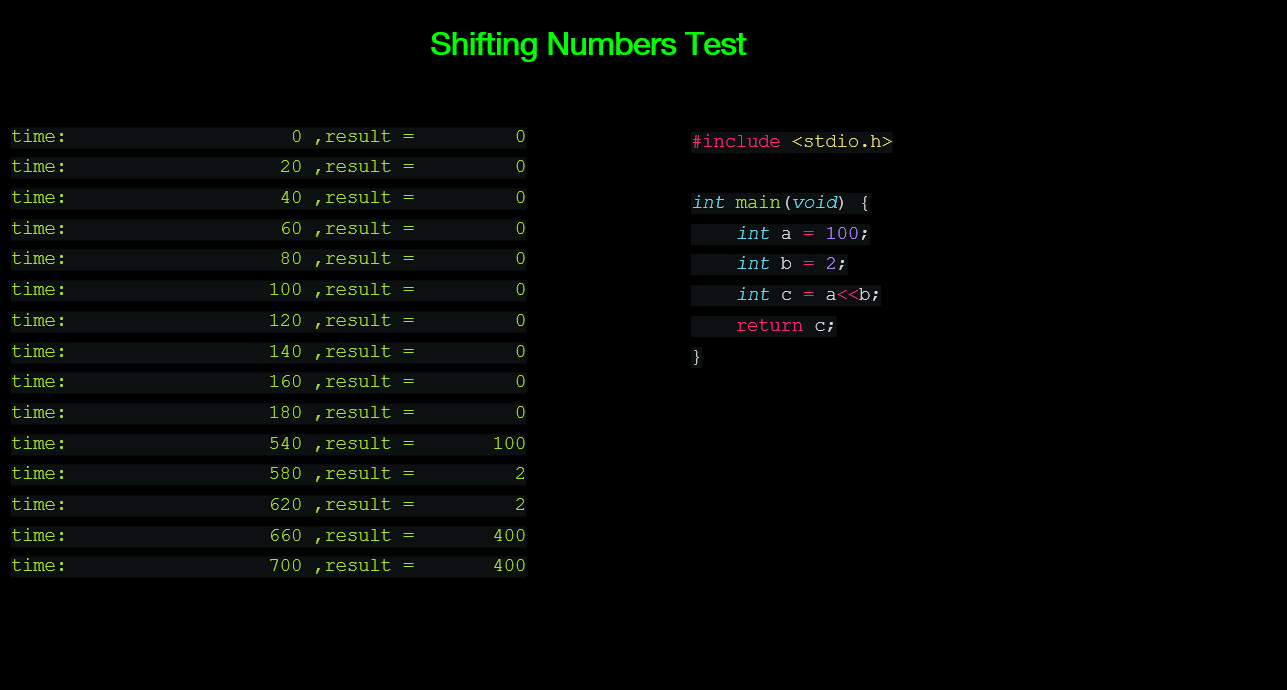 Shifting Numbers Test
time: 0 ,result = 0
time: 20 ,result = 0
time: 40 ,result = 0
time: 60 ,result = 0
time: 80 ,result = 0
time: 100 ,result = 0
time: 120 ,result = 0
time: 140 ,result = 0
time: 160 ,result = 0
time: 180 ,result = 0
time: 540 ,result = 100
time: 580 ,result = 2
time: 620 ,result = 2
time: 660 ,result = 400
time: 700 ,result = 400
#include <stdio.h>
int main(void) {
    int a = 100;
    int b = 2;
    int c = a<<b;
    return c;
}